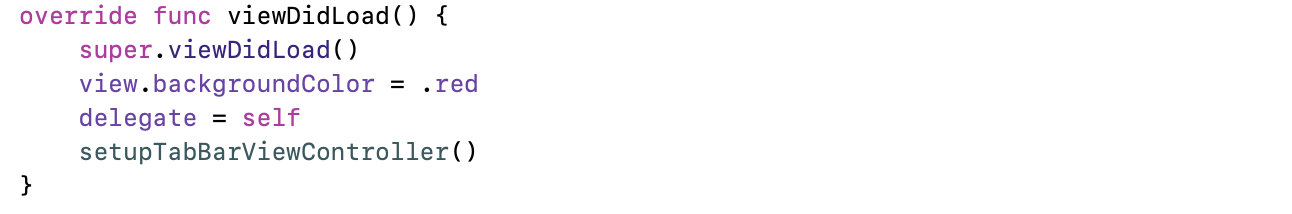 override func viewDidLoad() {
    super.viewDidLoad()
    view.backgroundColor = .red
    delegate = self
    setupTabBarViewController()
}